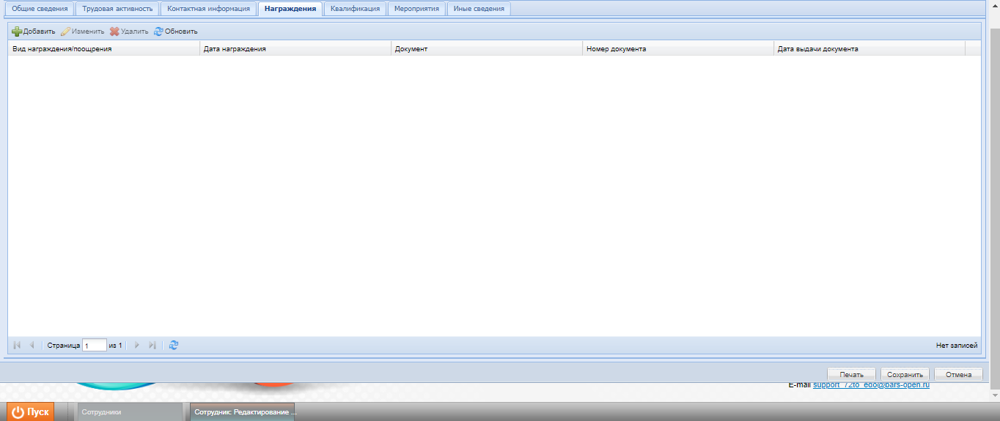 Общие сведения Трудовая активность Контактная информация Награждения Квалификация Мероприятия Иные сведения
Добавить Изменить Удалить Обновить
Вид награждения/поощрения Дата награждения Документ Номер документа Дата выдачи документа
Страница 1 из 1 Нет записей
Печать Сохранить Отмена
E-mail support_72to_edo@bars-open.ru
Пуск Сотрудники Сотрудник: Редактирование ...